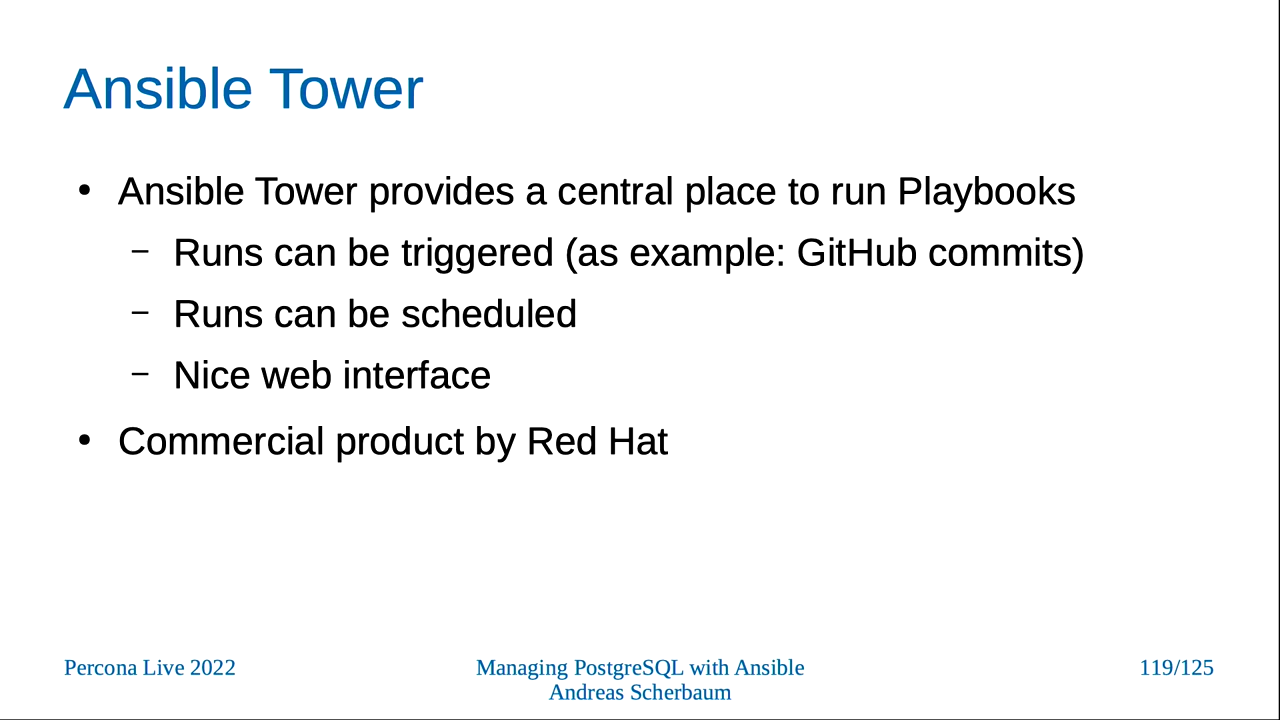 Ansible Tower
• Ansible Tower provides a central place to run Playbooks
– Runs can be triggered (as example: GitHub commits)
– Runs can be scheduled
– Nice web interface
• Commercial product by Red Hat
Percona Live 2022
Managing PostgreSQL with Ansible
Andreas Scherbaum
119/125